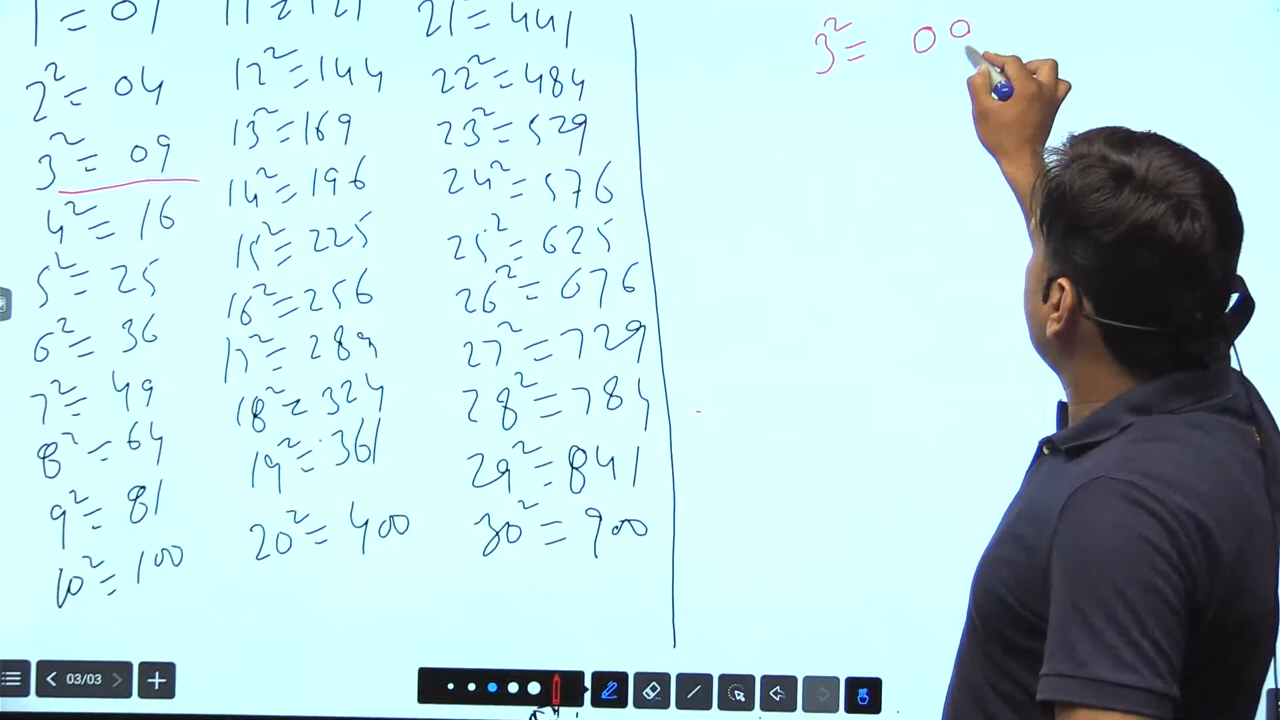 1 = 01
2² = 04
3² = 09
4² = 16
5² = 25
6² = 36
7² = 49
8² = 64
9² = 81
10² = 100
11² = 121
12² = 144
13² = 169
14² = 196
15² = 225
16² = 256
17² = 289
18² = 324
19² = 361
20² = 400
21² = 441
22² = 484
23² = 529
24² = 576
25² = 625
26² = 676
27² = 729
28² = 784
29² = 841
30² = 900
3² = 00
03/03